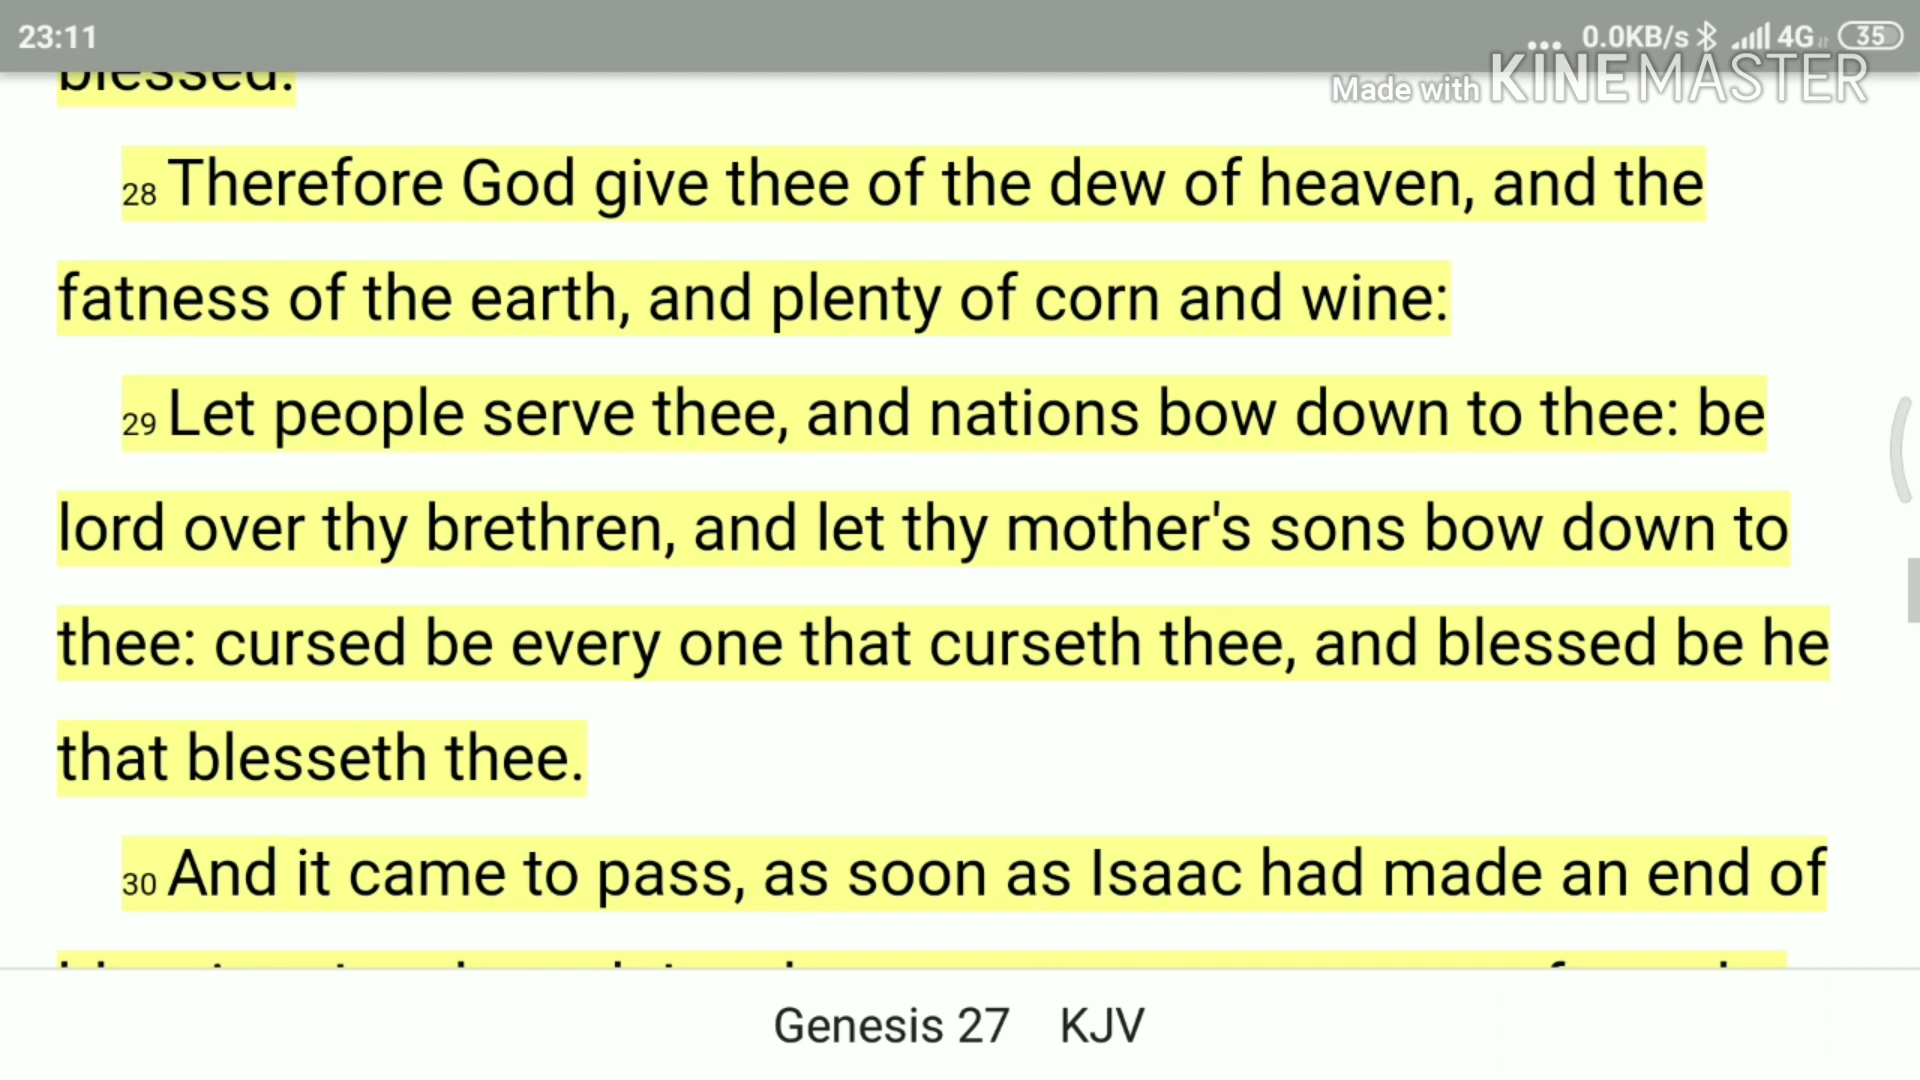 23:11
... 0.0KB/s 4G 35
Made with KINEMASTER
blessed.
28 Therefore God give thee of the dew of heaven, and the
fatness of the earth, and plenty of corn and wine:
29 Let people serve thee, and nations bow down to thee: be
lord over thy brethren, and let thy mother's sons bow down to
thee: cursed be every one that curseth thee, and blessed be he
that blesseth thee.
30 And it came to pass, as soon as Isaac had made an end of
Genesis 27 KJV